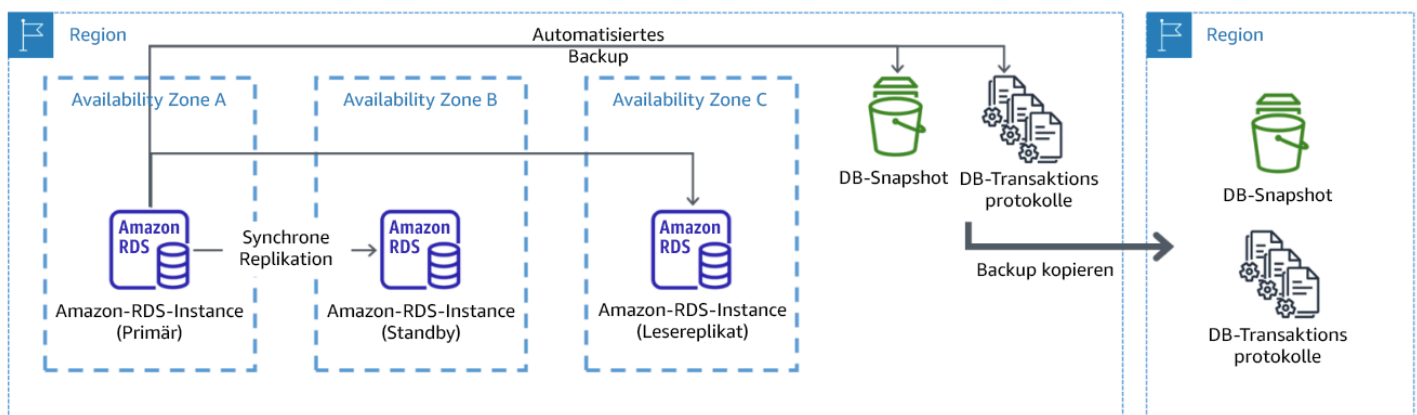 Region
Automatisiertes
Backup
Region
Availability Zone A
Availability Zone B
Availability Zone C
DB-Snapshot
DB-Transaktions
protokolle
DB-Snapshot
Amazon
RDS
Synchrone
Replikation
Amazon
RDS
Amazon
RDS
Backup kopieren
Amazon-RDS-Instance
(Primär)
Amazon-RDS-Instance
(Standby)
Amazon-RDS-Instance
(Lesereplikat)
DB-Transaktions
protokolle